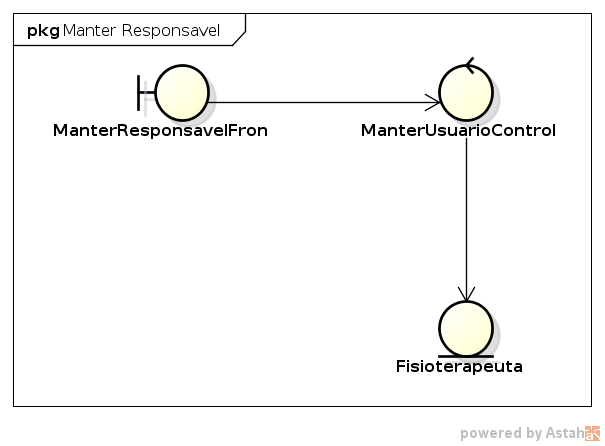 pkg Manter Responsavel
ManterResponsavelFron
ManterUsuarioControl
Fisioterapeuta
powered by Astah